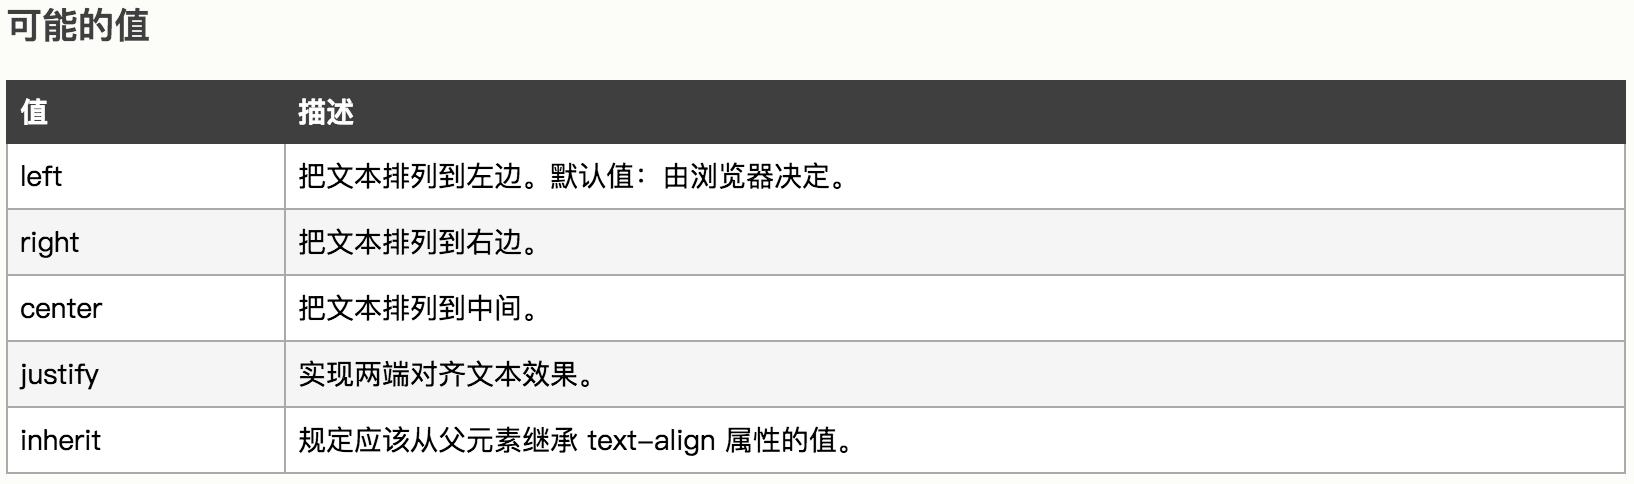 可能的值
值 描述
left 把文本排列到左边。默认值：由浏览器决定。
right 把文本排列到右边。
center 把文本排列到中间。
justify 实现两端对齐文本效果。
inherit 规定应该从父元素继承 text-align 属性的值。